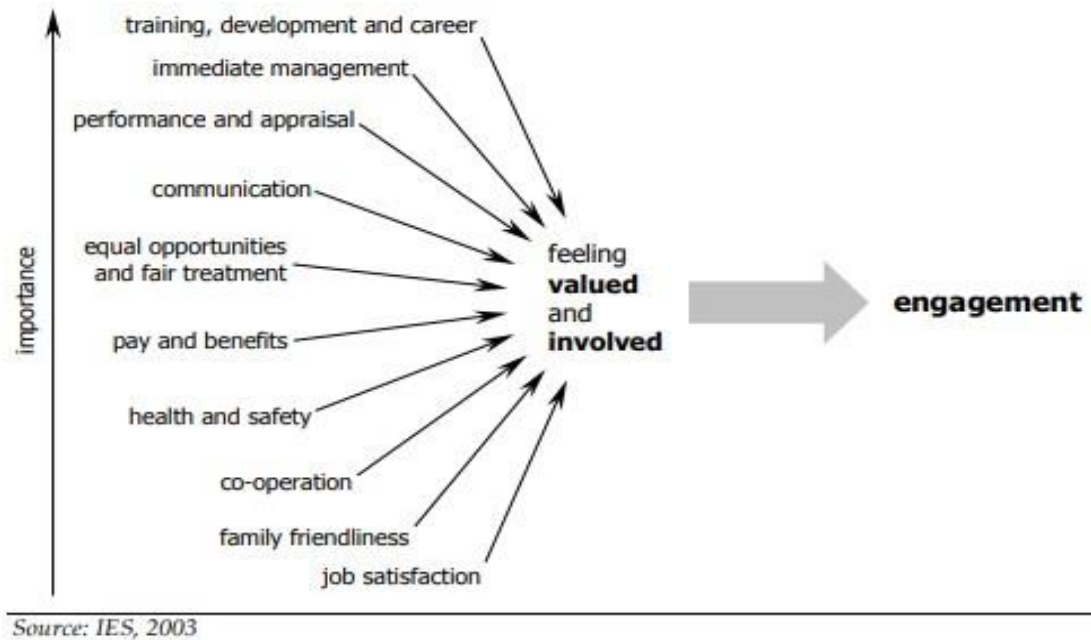 training, development and career
immediate management
performance and appraisal
communication
equal opportunities
and fair treatment
pay and benefits
health and safety
co-operation
family friendliness
job satisfaction
importance
feeling
valued
and
involved
engagement
Source: IES, 2003